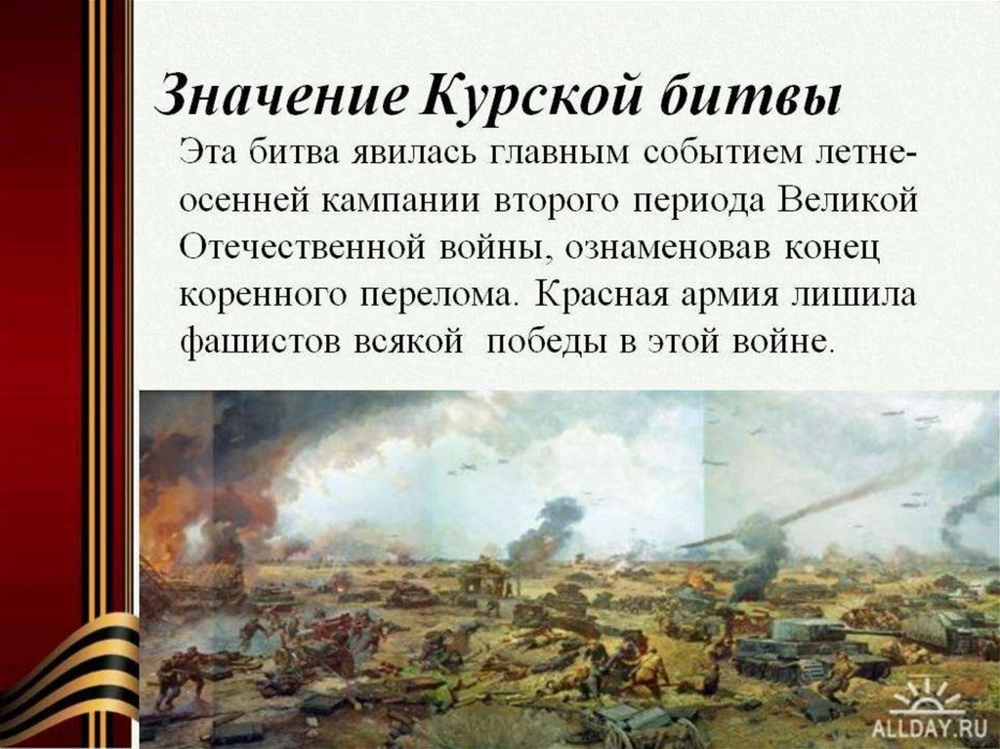 Значение Курской битвы
Эта битва явилась главным событием летне-
осенней кампании второго периода Великой
Отечественной войны, ознаменовав конец
коренного перелома. Красная армия лишила
фашистов всякой  победы в этой войне.
ALLDAY.RU